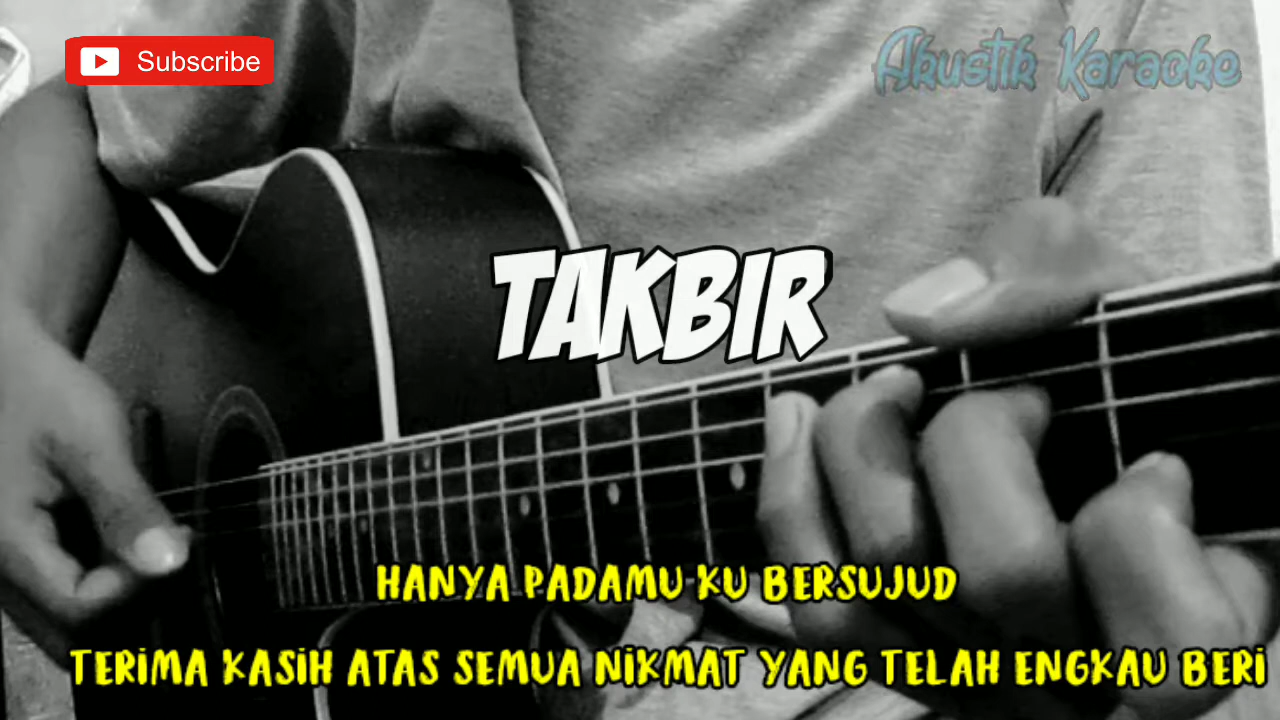 Subscribe
Akustik Karaoke
TAKBIR
HANYA PADAMU KU BERSUJUD
TERiMA KASiH ATAS SEMUA NiKMAT YANG TELAH ENGKAU BERi